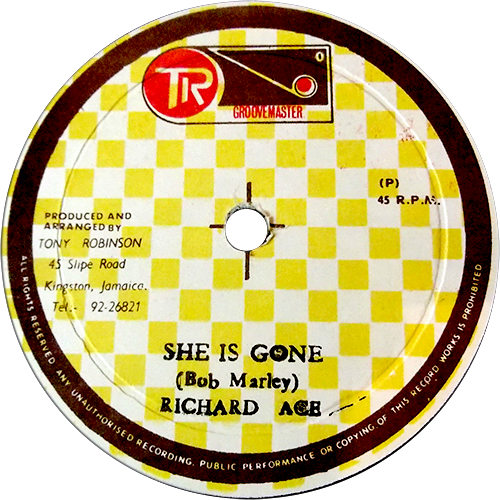 TR
GROOVEMASTER
(P)
45 R.P.M.
PRODUCED AND
ARRANGED BY
TONY ROBINSON
45 Slipe Road
Kingston, Jamaica.
Tel.- 92-26821
SHE IS GONE
(Bob Marley)
RICHARD ACE
ALL RIGHTS RESERVED. ANY UNAUTHORISED RECORDING, PUBLIC PERFORMANCE OR COPYING OF THIS RECORD WORKS IS PROHIBITED